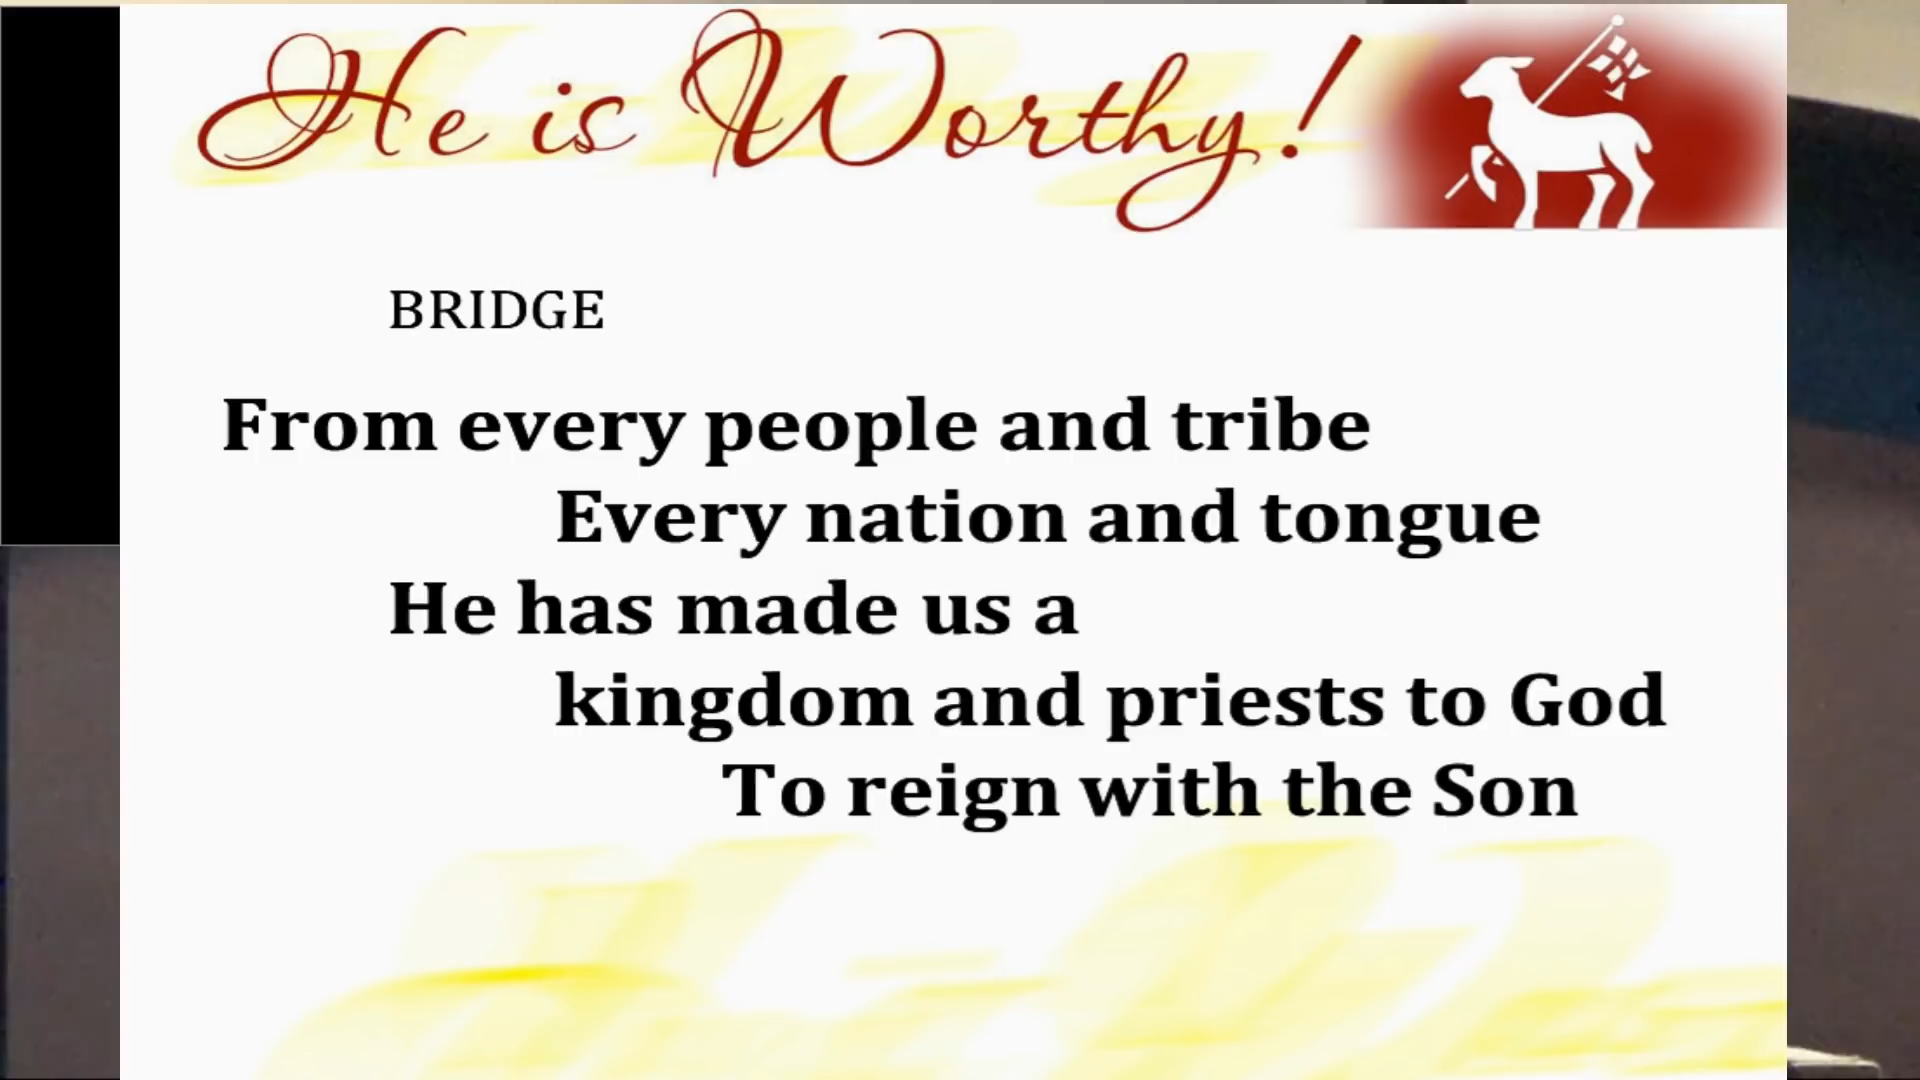 He is Worthy!
BRIDGE
From every people and tribe
Every nation and tongue
He has made us a
kingdom and priests to God
To reign with the Son